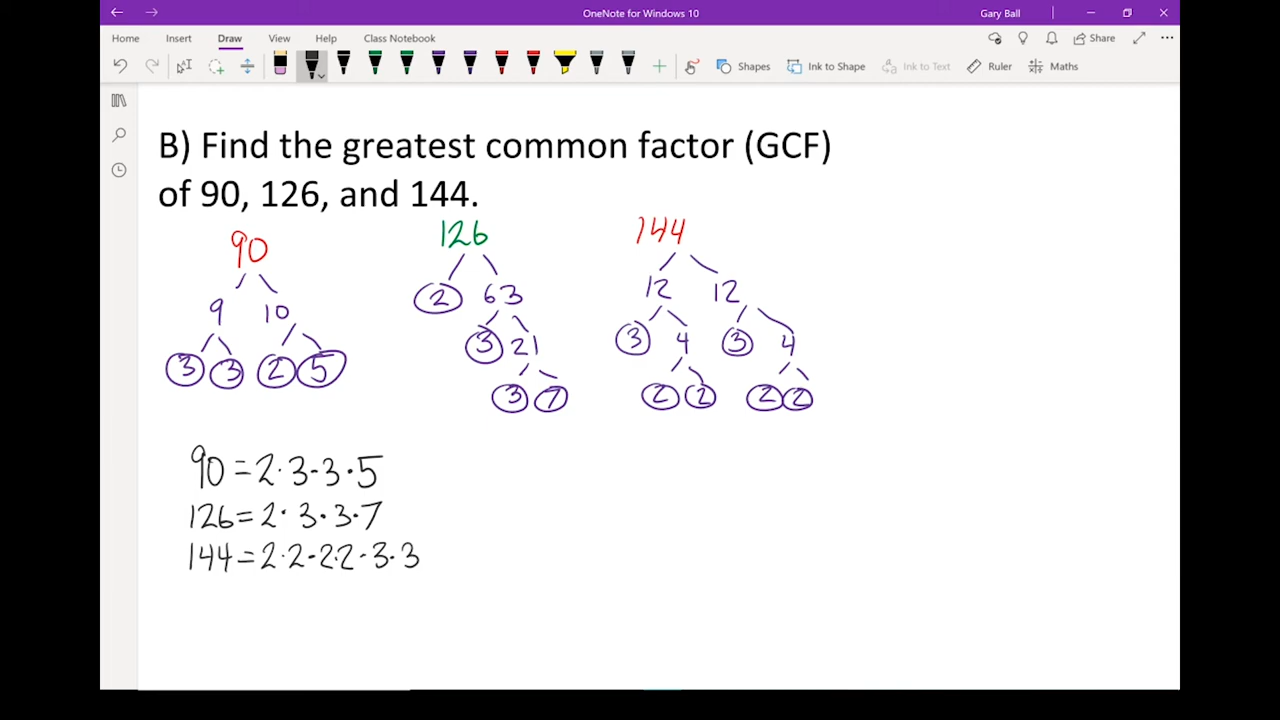 OneNote for Windows 10
Gary Ball
Home Insert Draw View Help Class Notebook
Share
Shapes Ink to Shape Ink to Text Ruler Maths
B) Find the greatest common factor (GCF)
of 90, 126, and 144.
90 126 144
9 10 2 63 12 12
3 3 2 5 3 21 3 4 3 4
3 7 2 2 2 2
90 = 2·3·3·5
126 = 2·3·3·7
144 = 2·2·2·2·3·3